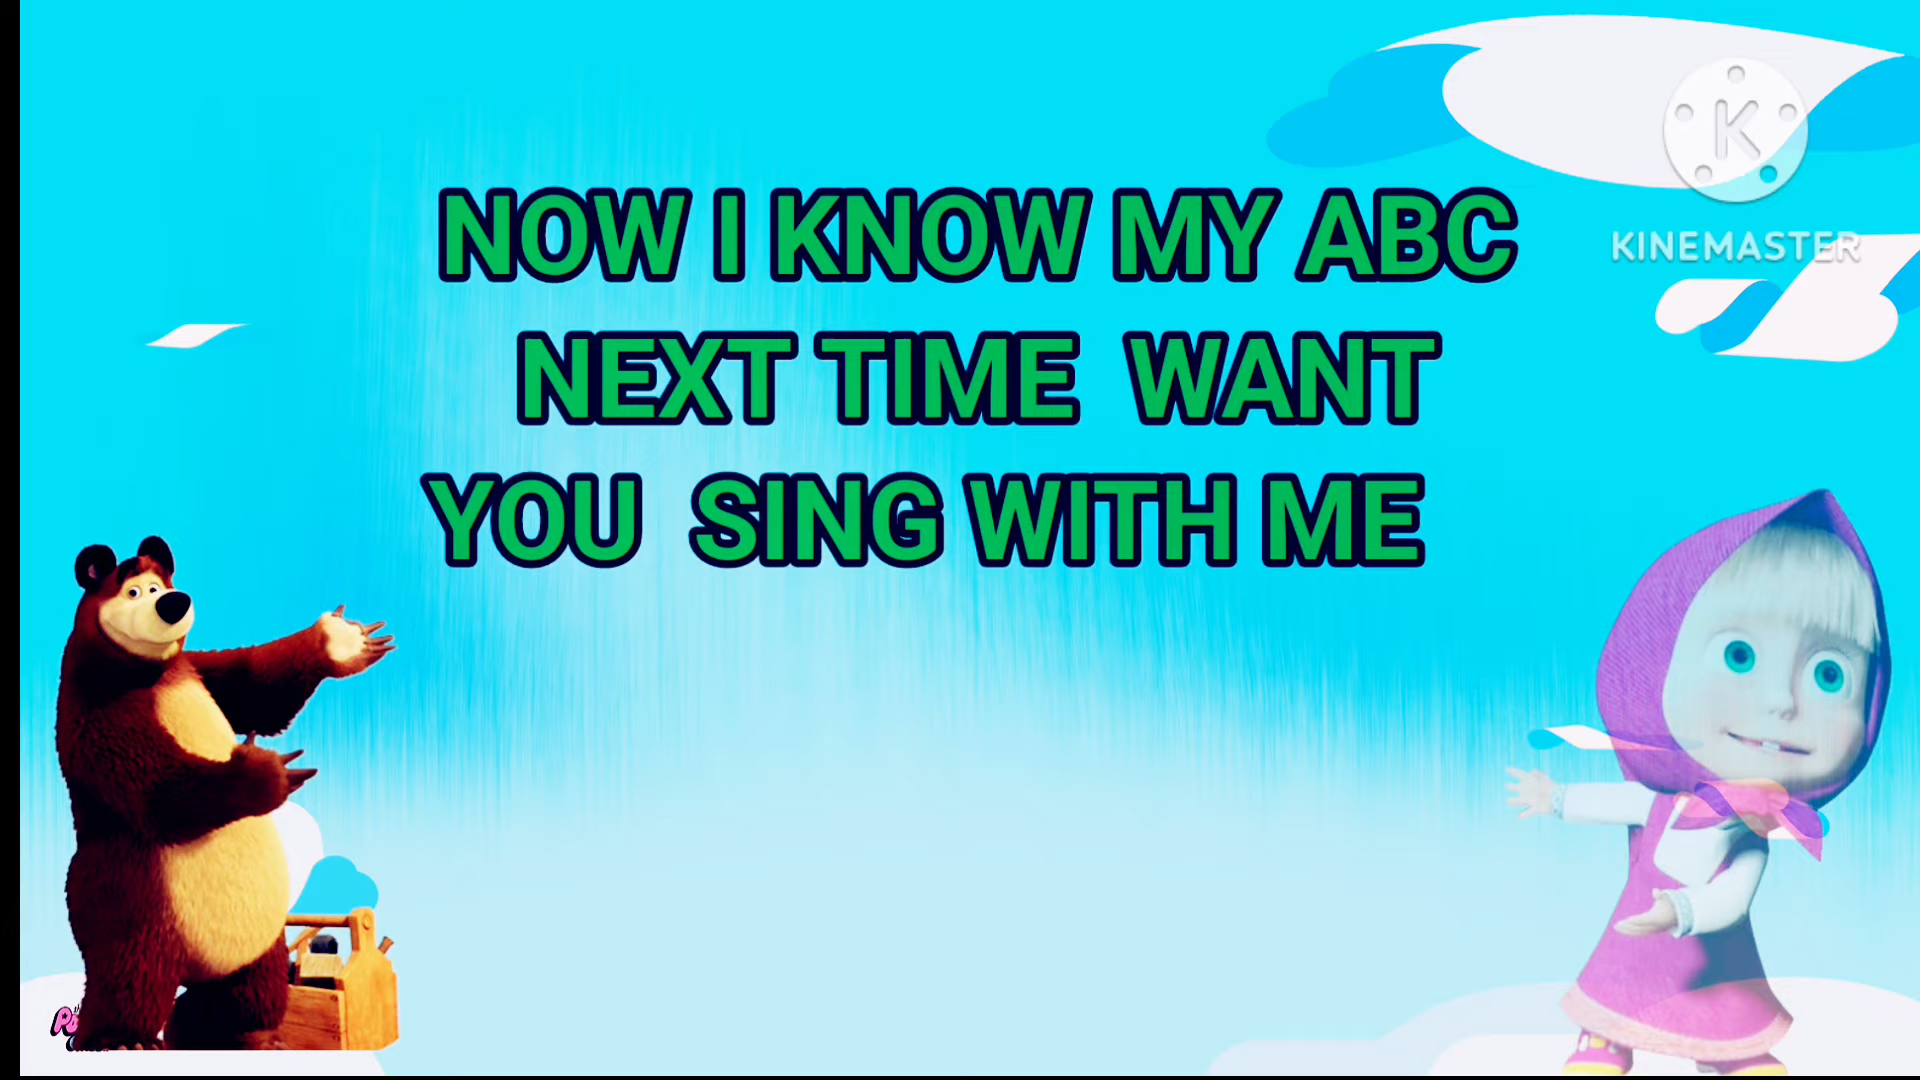 NOW I KNOW MY ABC
NEXT TIME WANT
YOU SING WITH ME
K
KINEMASTER